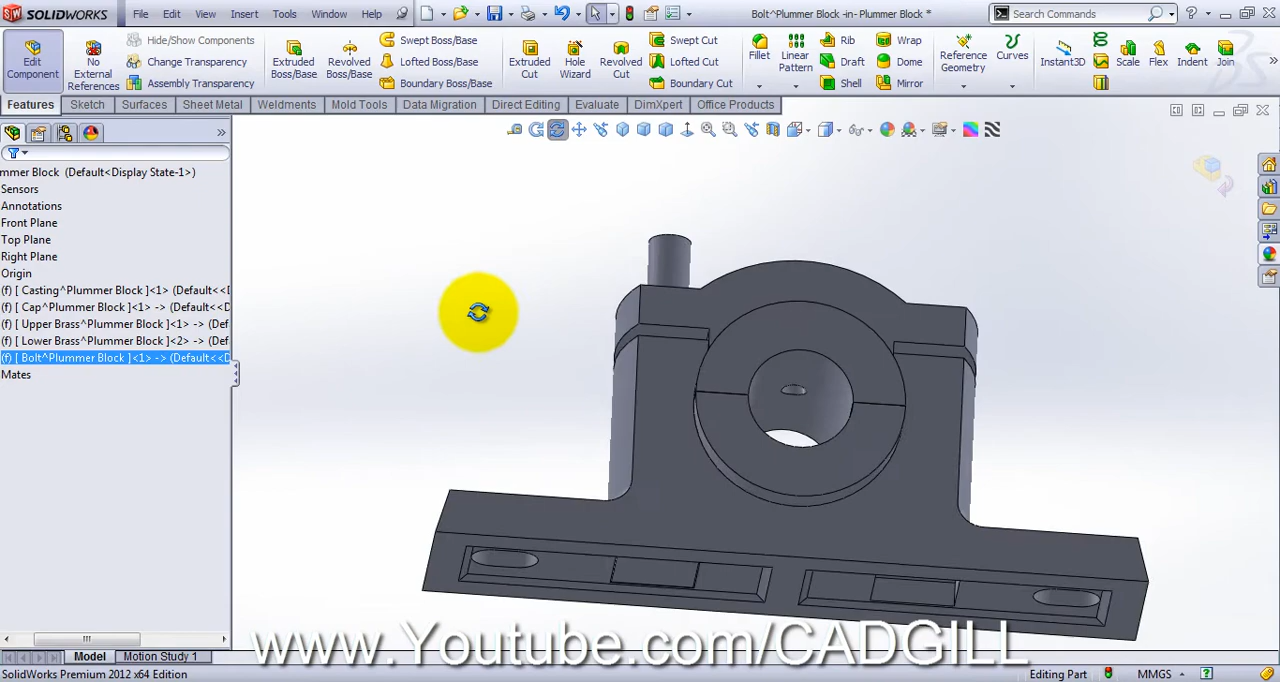 SOLIDWORKS File Edit View Insert Tools Window Help Bolt^Plummer Block -in- Plummer Block * Search Commands
Edit Component
No External References
Hide/Show Components
Change Transparency
Assembly Transparency
Extruded Boss/Base
Revolved Boss/Base
Swept Boss/Base
Lofted Boss/Base
Boundary Boss/Base
Extruded Cut
Hole Wizard
Revolved Cut
Swept Cut
Lofted Cut
Boundary Cut
Fillet
Linear Pattern
Rib
Draft
Shell
Wrap
Dome
Mirror
Reference Geometry
Curves
Instant3D
Scale
Flex
Indent
Join
Features Sketch Surfaces Sheet Metal Weldments Mold Tools Data Migration Direct Editing Evaluate DimXpert Office Products
mmer Block (Default<Display State-1>)
Sensors
Annotations
Front Plane
Top Plane
Right Plane
Origin
(f) [ Casting^Plummer Block ]<1> (Default<<D
(f) [ Cap^Plummer Block ]<1> -> (Default<<D
(f) [ Upper Brass^Plummer Block ]<1> -> (Def
(f) [ Lower Brass^Plummer Block ]<2> -> (Def
(f) [ Bolt^Plummer Block ]<1> -> (Default<<D
Mates
Model Motion Study 1
www.Youtube.com/CADGILL
SolidWorks Premium 2012 x64 Edition Editing Part MMGS